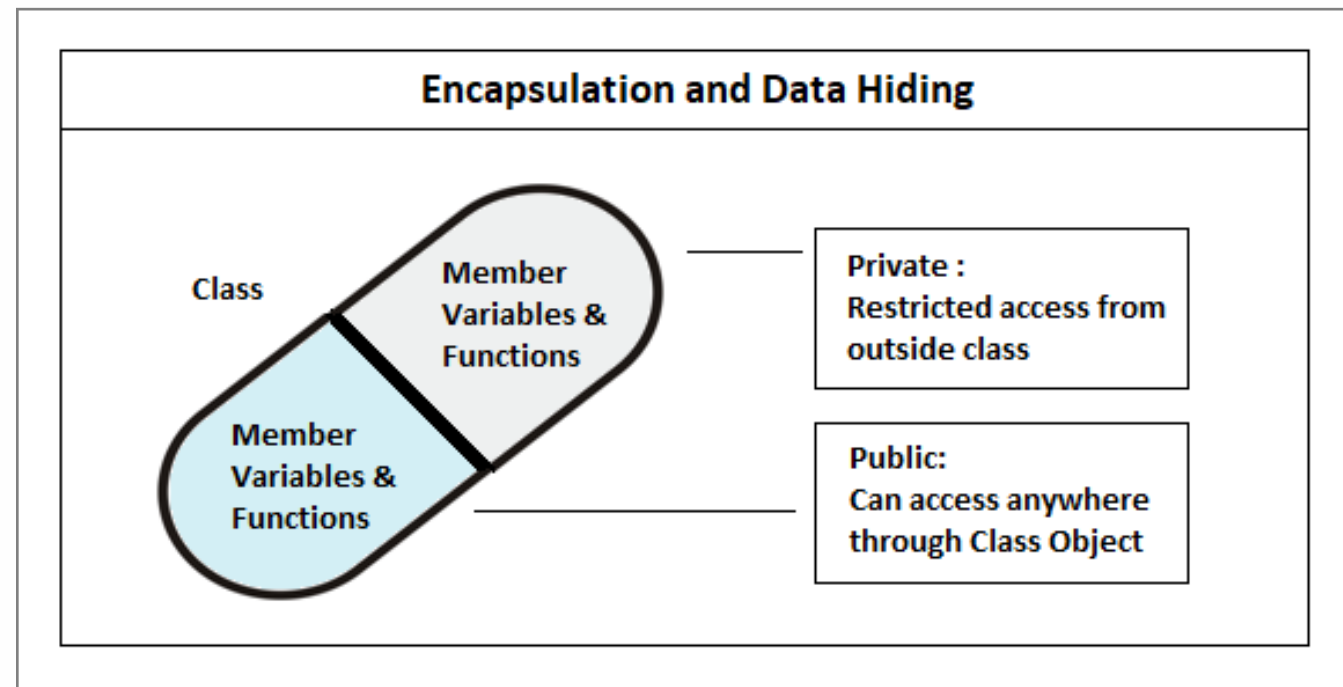 Encapsulation and Data Hiding
Class
Member
Variables &
Functions
Member
Variables &
Functions
Private :
Restricted access from
outside class
Public:
Can access anywhere
through Class Object